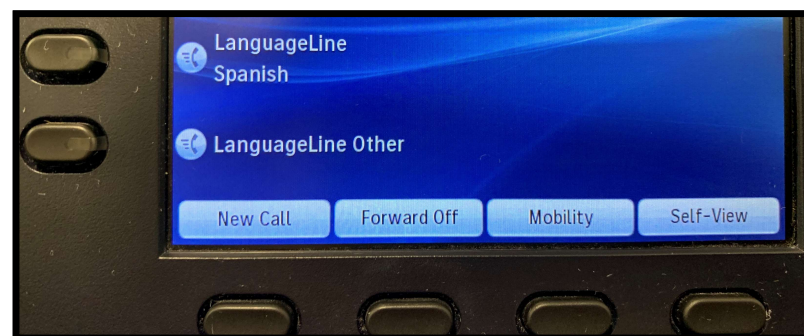 LanguageLine
Spanish
LanguageLine Other
New Call Forward Off Mobility Self-View